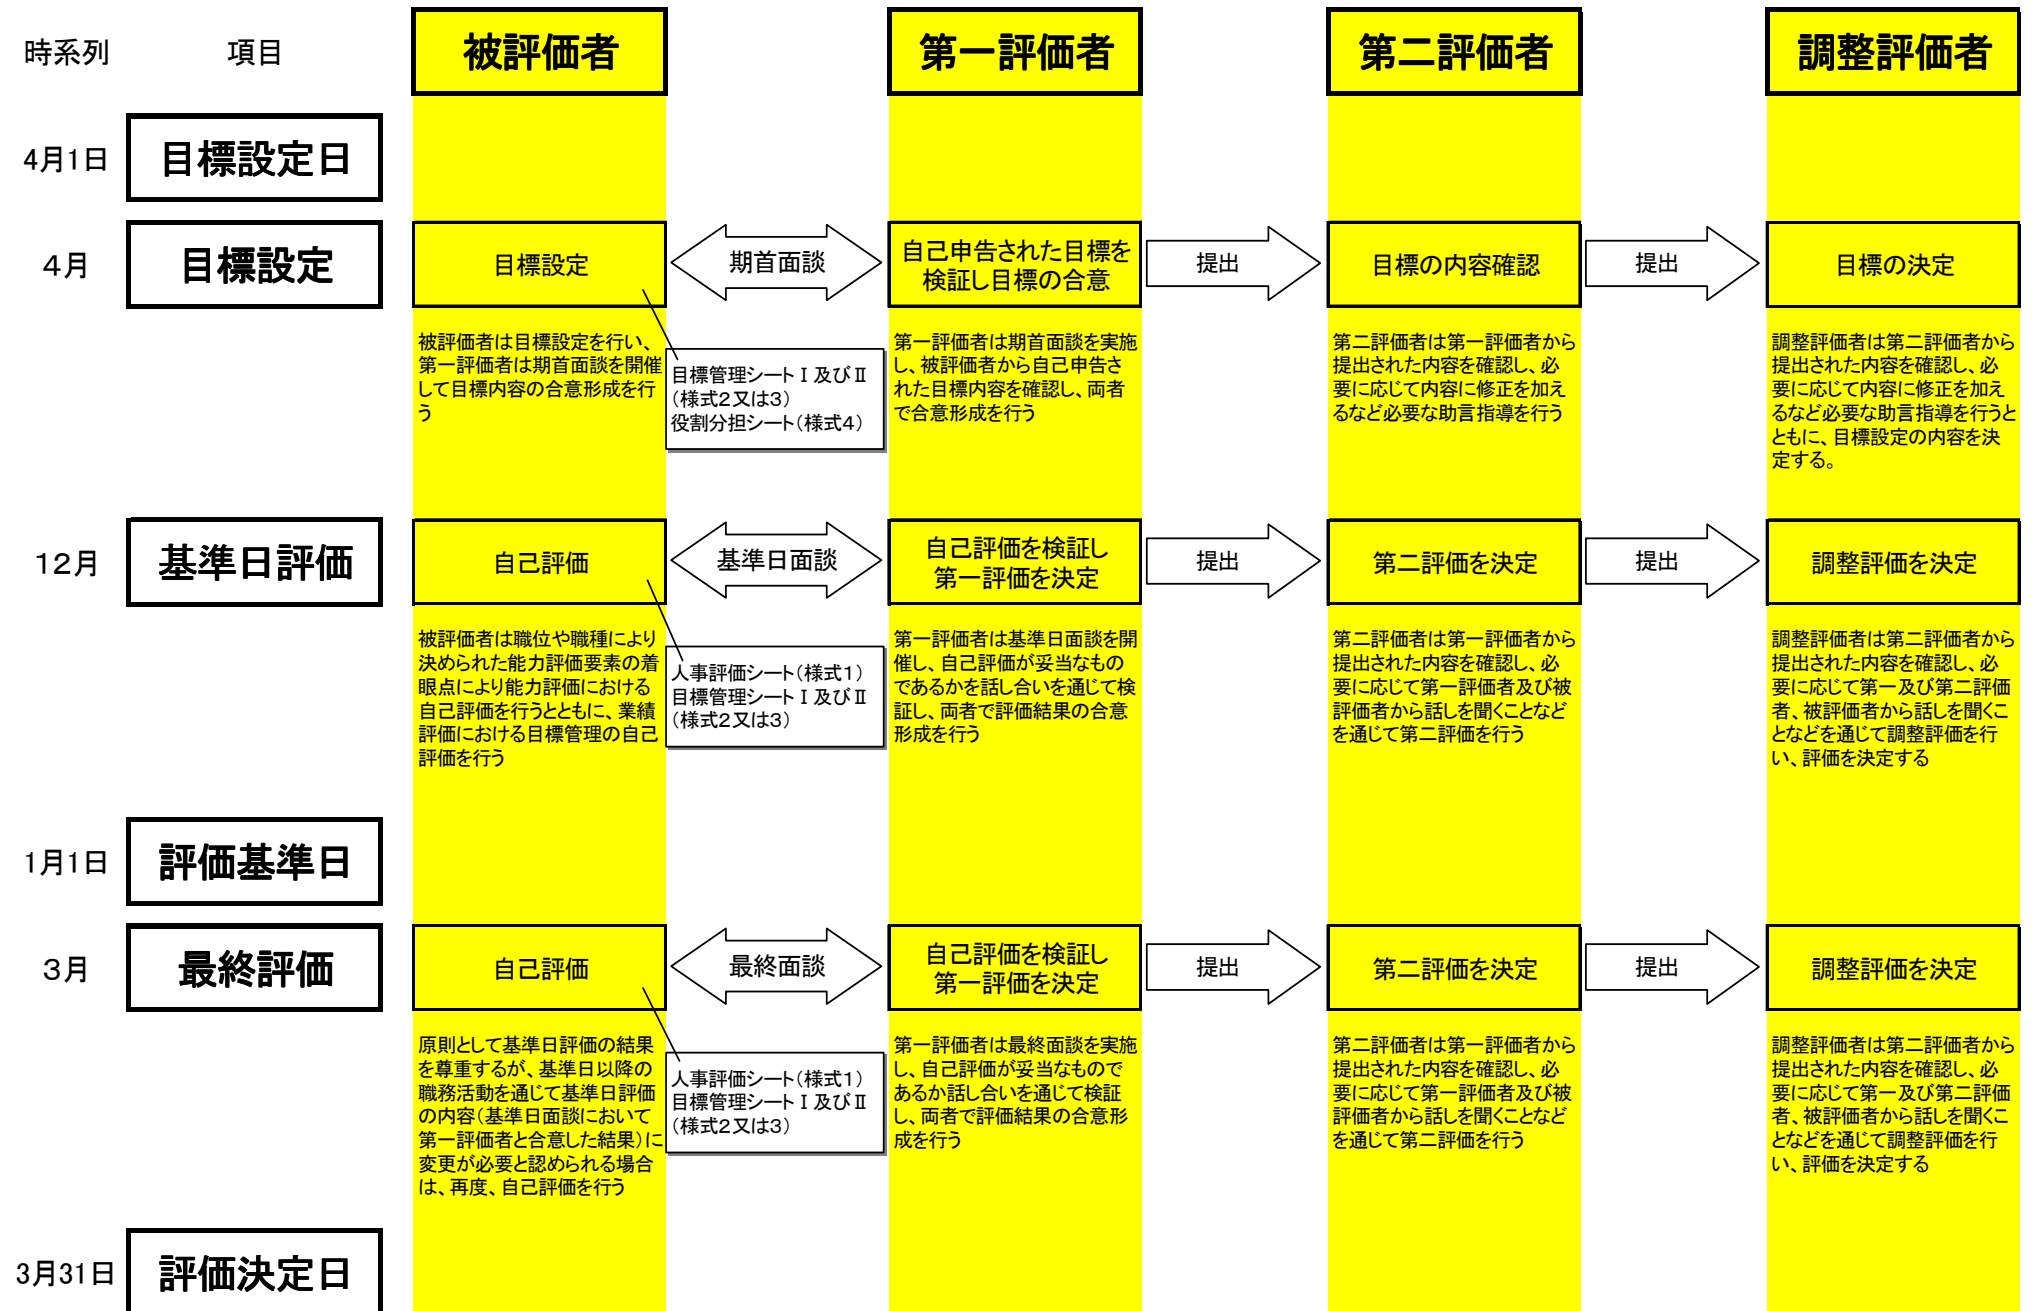 時系列
項目
被評価者
第一評価者
第二評価者
調整評価者
4月1日
目標設定日
4月
目標設定
目標設定
期首面談
自己申告された目標を
検証し目標の合意
提出
目標の内容確認
提出
目標の決定
被評価者は目標設定を行い、
第一評価者は期首面談を開催
して目標内容の合意形成を行
う
目標管理シートⅠ及びⅡ
(様式2又は3)
役割分担シート(様式4)
第一評価者は期首面談を実施
し、被評価者から自己申告さ
れた目標内容を確認し、両者
で合意形成を行う
第二評価者は第一評価者から
提出された内容を確認し、必
要に応じて内容に修正を加え
るなど必要な助言指導を行う
調整評価者は第二評価者から
提出された内容を確認し、必
要に応じて内容に修正を加え
るなど必要な助言指導を行うと
ともに、目標設定の内容を決
定する。
12月
基準日評価
自己評価
基準日面談
自己評価を検証し
第一評価を決定
提出
第二評価を決定
提出
調整評価を決定
被評価者は職位や職種により
決められた能力評価要素の着
眼点により能力評価における
自己評価を行うとともに、業績
評価における目標管理の自己
評価を行う
人事評価シート(様式1)
目標管理シートⅠ及びⅡ
(様式2又は3)
第一評価者は基準日面談を開
催し、自己評価が妥当なもの
であるかを話し合いを通じて検
証し、両者で評価結果の合意
形成を行う
第二評価者は第一評価者から
提出された内容を確認し、必
要に応じて第一評価者及び被
評価者から話しを聞くことなど
を通じて第二評価を行う
調整評価者は第二評価者から
提出された内容を確認し、必
要に応じて第一及び第二評価
者、被評価者から話しを聞くこ
となどを通じて調整評価を行
い、評価を決定する
1月1日
評価基準日
3月
最終評価
自己評価
最終面談
自己評価を検証し
第一評価を決定
提出
第二評価を決定
提出
調整評価を決定
原則として基準日評価の結果
を尊重するが、基準日以降の
職務活動を通じて基準日評価
の内容(基準日面談において
第一評価者と合意した結果)に
変更が必要と認められる場合
は、再度、自己評価を行う
人事評価シート(様式1)
目標管理シートⅠ及びⅡ
(様式2又は3)
第一評価者は最終面談を実施
し、自己評価が妥当なもので
あるか話し合いを通じて検証
し、両者で評価結果の合意形
成を行う
第二評価者は第一評価者から
提出された内容を確認し、必
要に応じて第一評価者及び被
評価者から話しを聞くことなど
を通じて第二評価を行う
調整評価者は第二評価者から
提出された内容を確認し、必
要に応じて第一及び第二評価
者、被評価者から話しを聞くこ
となどを通じて調整評価を行
い、評価を決定する
3月31日
評価決定日